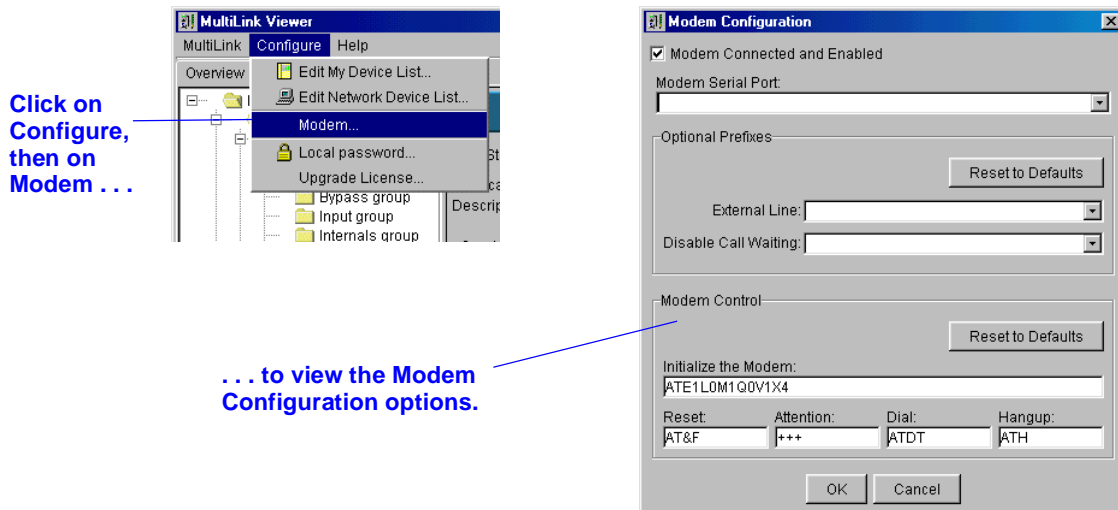 MultiLink Viewer
MultiLink Configure Help
Overview
Edit My Device List...
Edit Network Device List...
Modem...
Local password...
Upgrade License...
Bypass group
Input group
Internals group
Descrip
Click on
Configure,
then on
Modem . . .
. . . to view the Modem
Configuration options.
Modem Configuration
Modem Connected and Enabled
Modem Serial Port:
Optional Prefixes
Reset to Defaults
External Line:
Disable Call Waiting:
Modem Control
Reset to Defaults
Initialize the Modem:
ATE1L0M1Q0V1X4
Reset: Attention: Dial: Hangup:
AT&F +++ ATDT ATH
OK Cancel